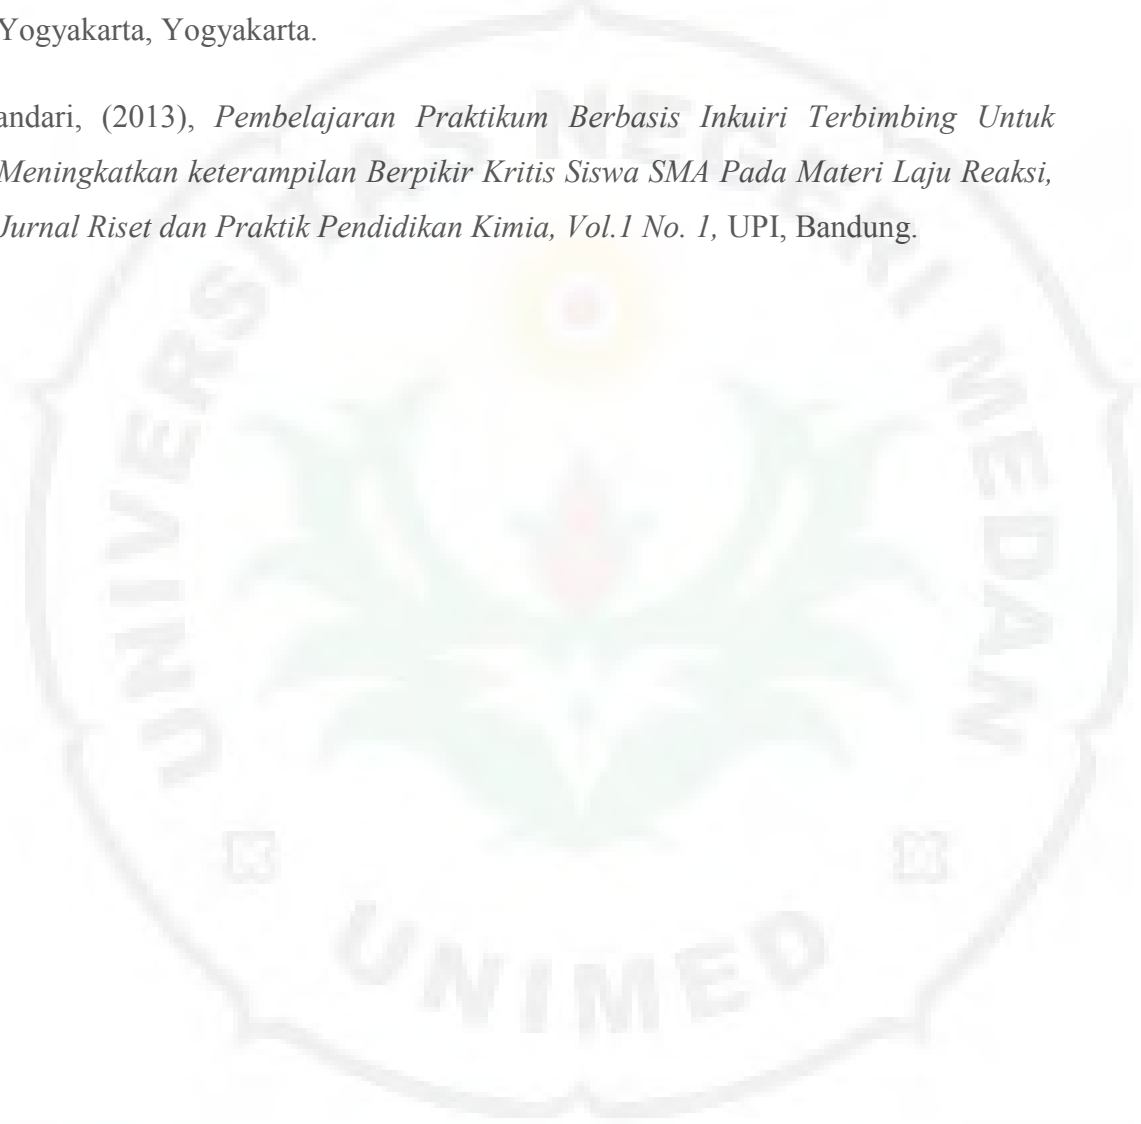 Yogyakarta, Yogyakarta.
andari, (2013), Pembelajaran Praktikum Berbasis Inkuiri Terbimbing Untuk
Meningkatkan keterampilan Berpikir Kritis Siswa SMA Pada Materi Laju Reaksi,
Jurnal Riset dan Praktik Pendidikan Kimia, Vol.1 No. 1, UPI, Bandung.
UNIVERSITAS NEGERI MEDAN
UNIMED